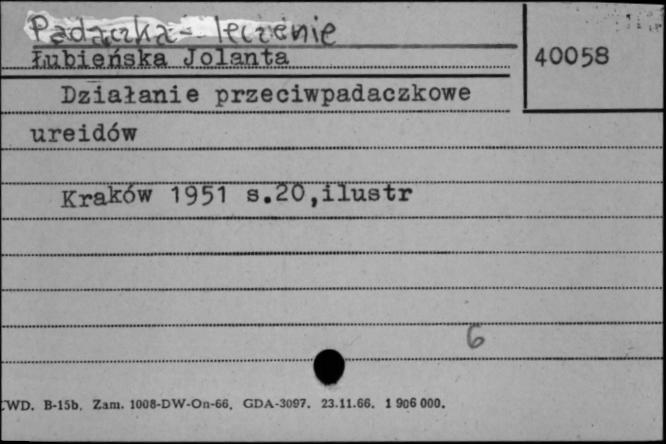 Padaczka - leczenie
Łubieńska Jolanta
40058
Działanie przeciwpadaczkowe
ureidów
Kraków 1951 s.20,ilustr
6
WD. B-15b. Zam. 1008-DW-On-66. GDA-3097. 23.11.66. 1 906 000.